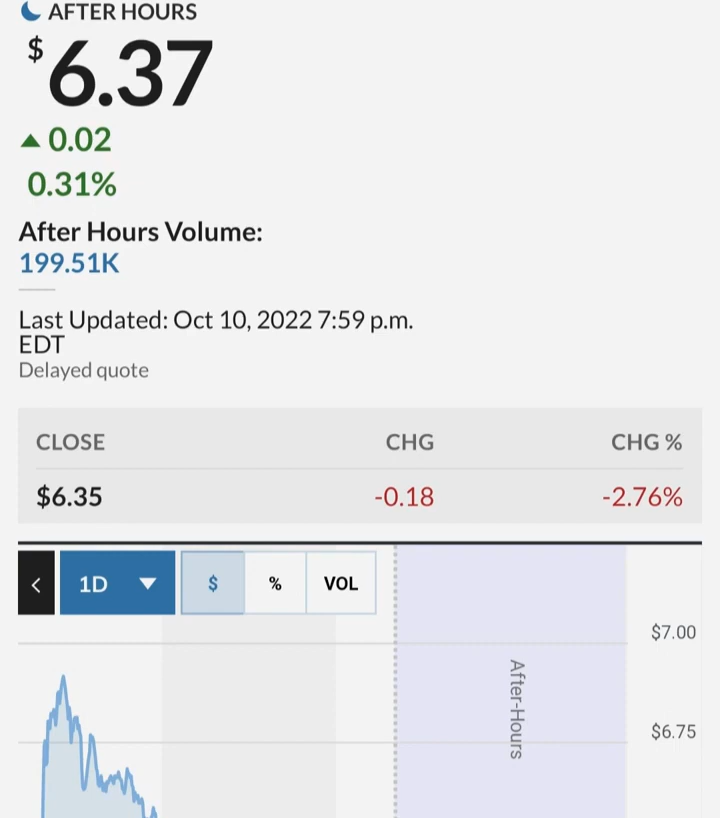 AFTER HOURS
$6.37
▲ 0.02
0.31%
After Hours Volume:
199.51K
Last Updated: Oct 10, 2022 7:59 p.m.
EDT
Delayed quote
CLOSE CHG CHG %
$6.35 -0.18 -2.76%
< 1D ▼ $ % VOL
$7.00
After-Hours
$6.75